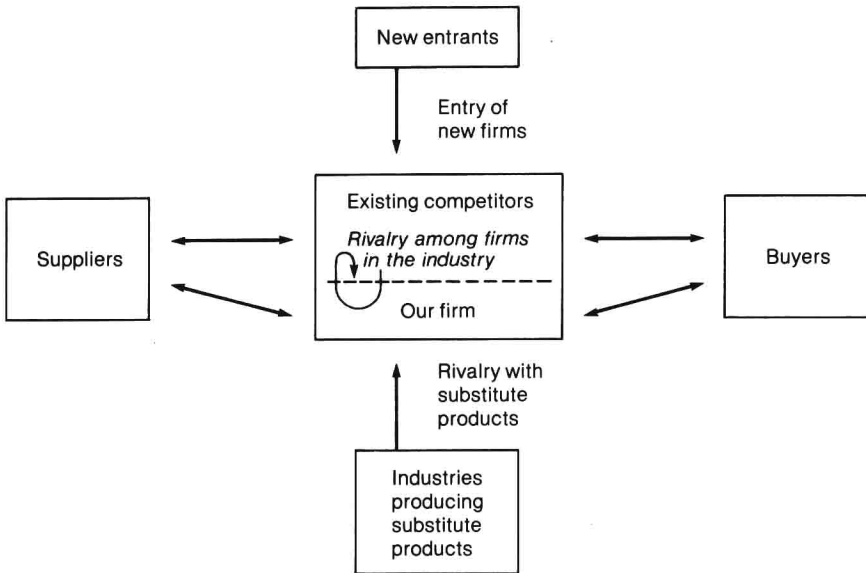 New entrants
Entry of
new firms
Existing competitors
Rivalry among firms
in the industry
Our firm
Suppliers
Buyers
Rivalry with
substitute
products
Industries
producing
substitute
products